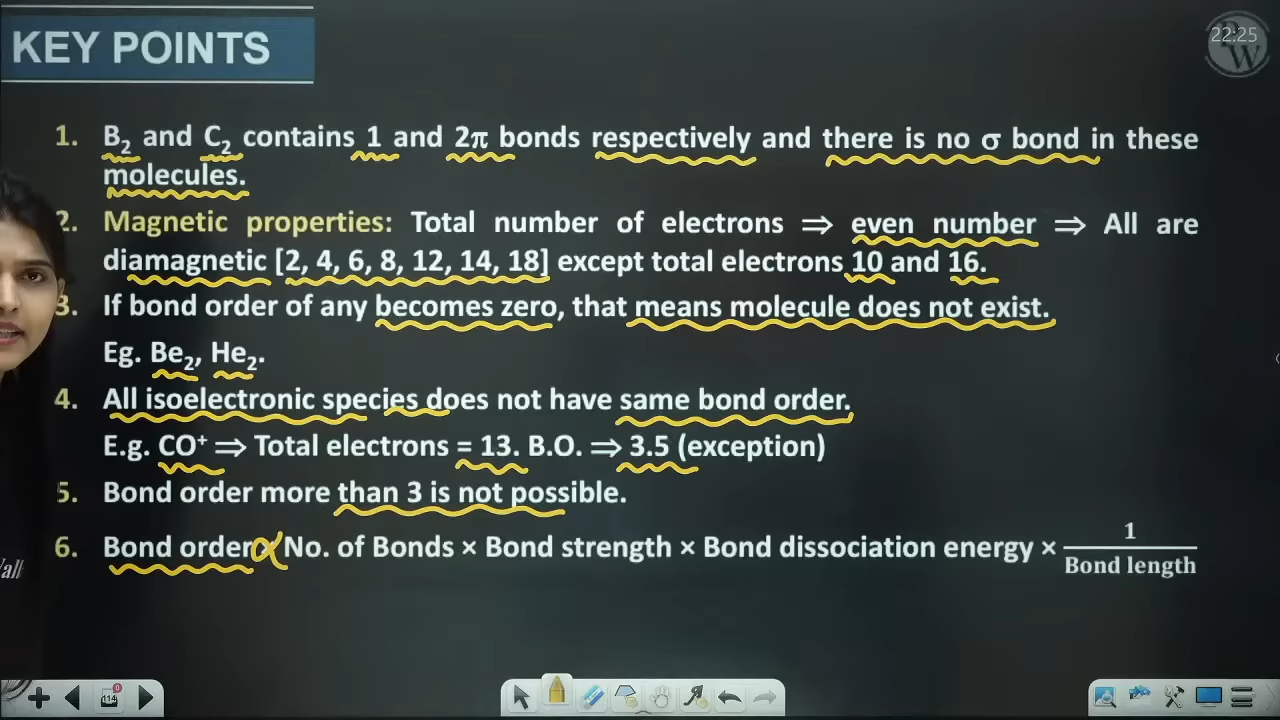 KEY POINTS
22:25
PW
1. B₂ and C₂ contains 1 and 2π bonds respectively and there is no σ bond in these
molecules.
2. Magnetic properties: Total number of electrons ⇒ even number ⇒ All are
diamagnetic [2, 4, 6, 8, 12, 14, 18] except total electrons 10 and 16.
3. If bond order of any becomes zero, that means molecule does not exist.
Eg. Be₂, He₂.
4. All isoelectronic species does not have same bond order.
E.g. CO⁺ ⇒ Total electrons = 13. B.O. ⇒ 3.5 (exception)
5. Bond order more than 3 is not possible.
6. Bond order ∝ No. of Bonds × Bond strength × Bond dissociation energy × 1/Bond length
114
0